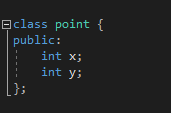 class point {
public:
    int x;
    int y;
};